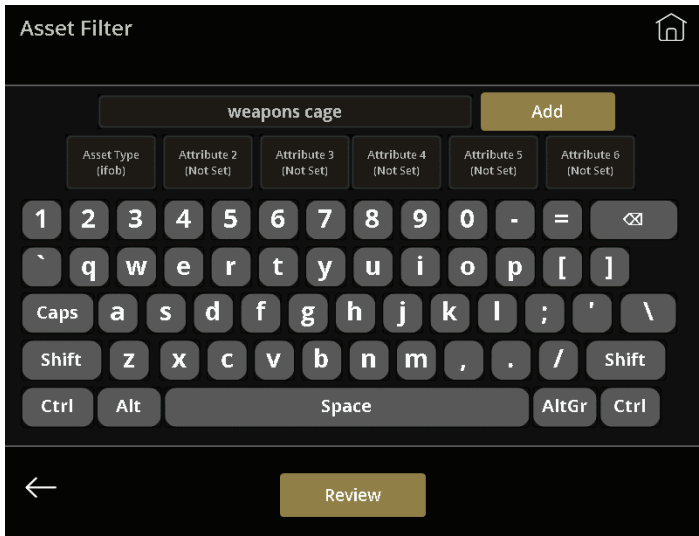 Asset Filter
weapons cage Add
Asset Type Attribute 2 Attribute 3 Attribute 4 Attribute 5 Attribute 6
(ifob) (Not Set) (Not Set) (Not Set) (Not Set) (Not Set)
1 2 3 4 5 6 7 8 9 0 - =
` q w e r t y u i o p [ ]
Caps a s d f g h j k l ; ' \
Shift z x c v b n m , . / Shift
Ctrl Alt Space AltGr Ctrl
Review